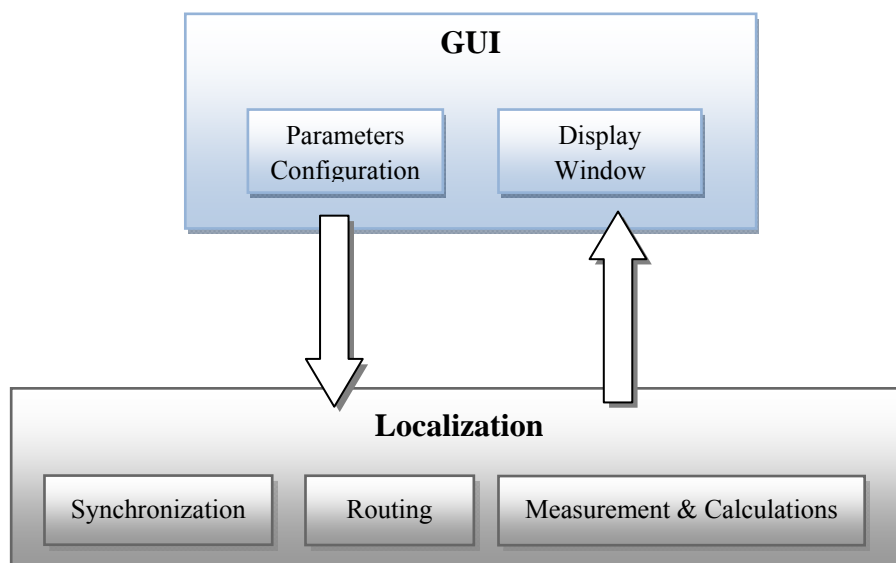 GUI
Parameters
Configuration
Display
Window
Localization
Synchronization
Routing
Measurement & Calculations